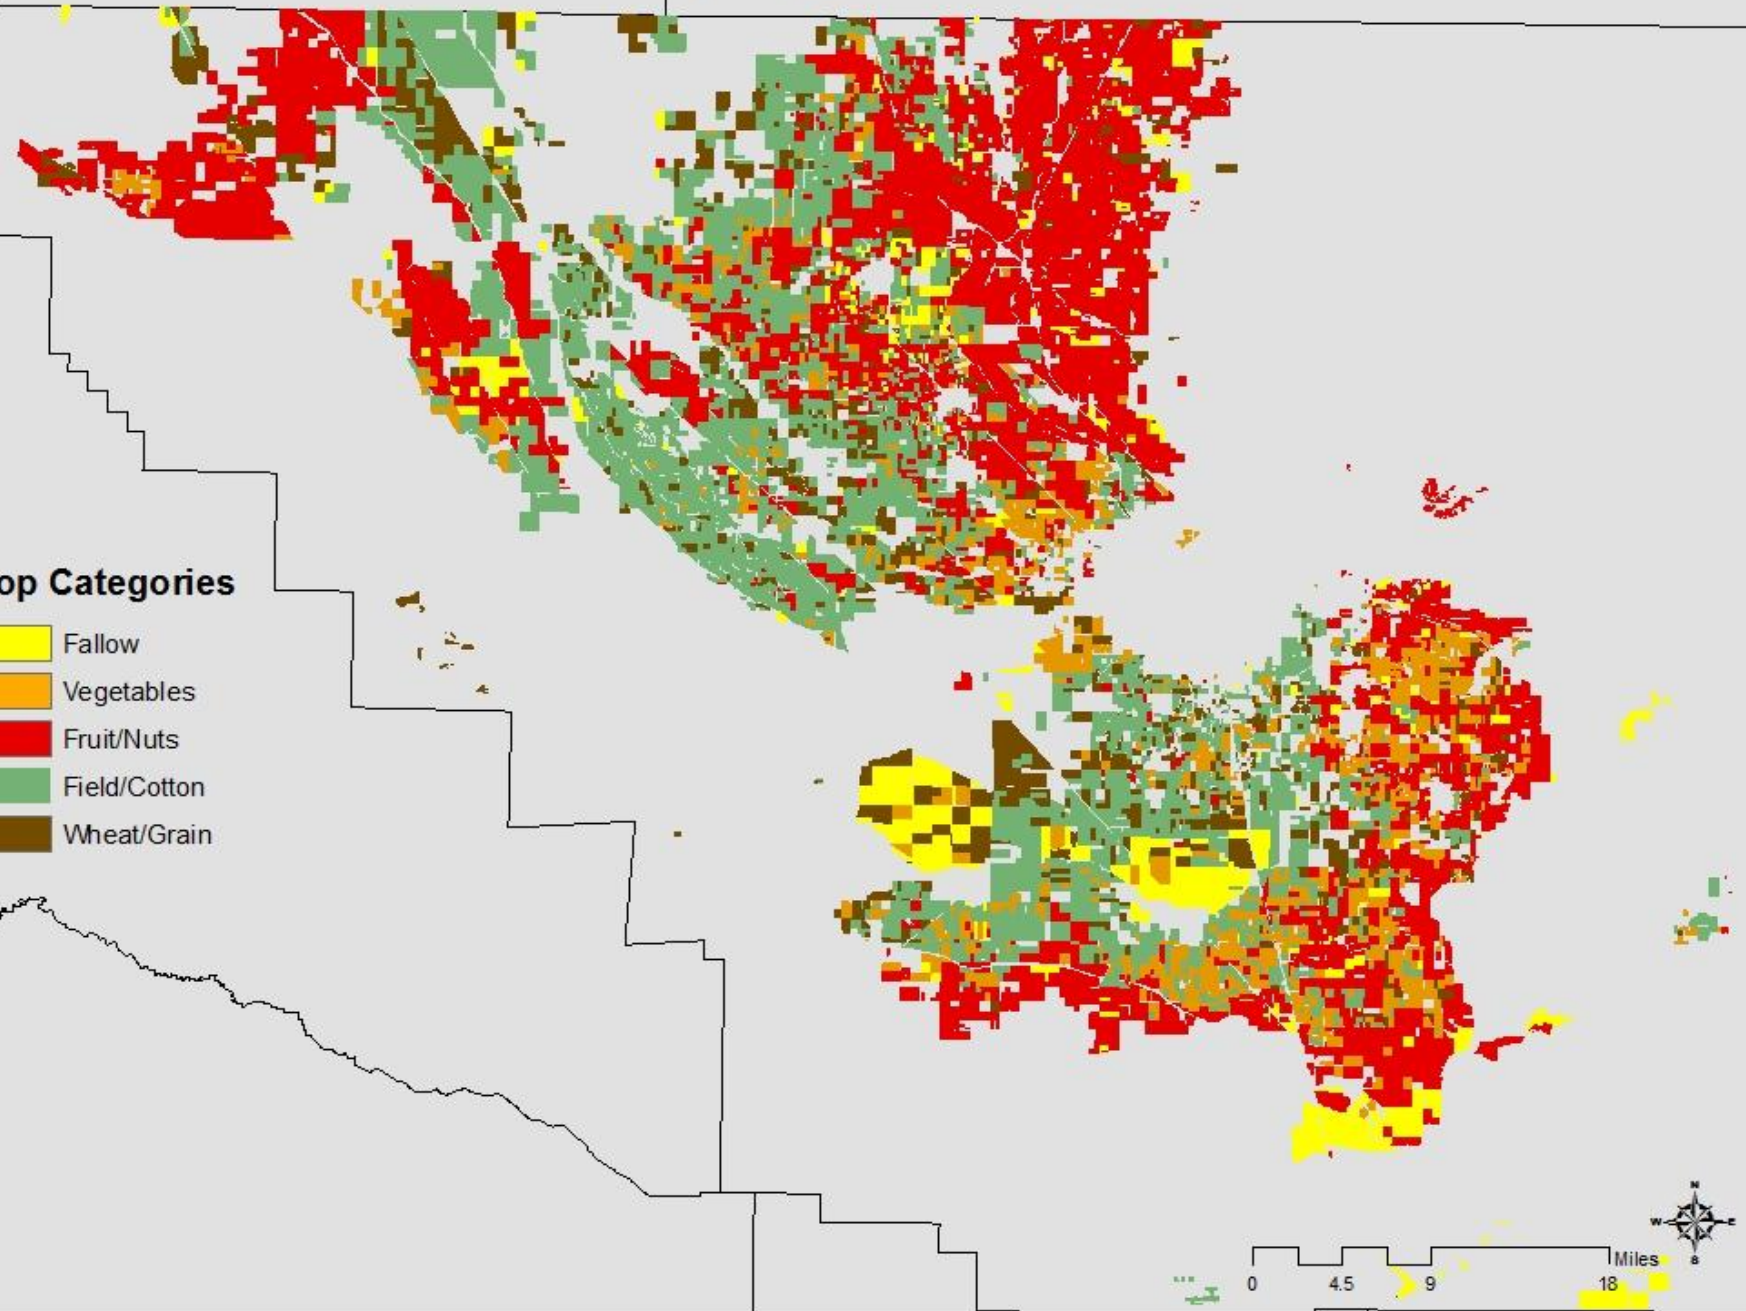 op Categories
Fallow
Vegetables
Fruit/Nuts
Field/Cotton
Wheat/Grain
N
W E
S
Miles
0 4.5 9 18